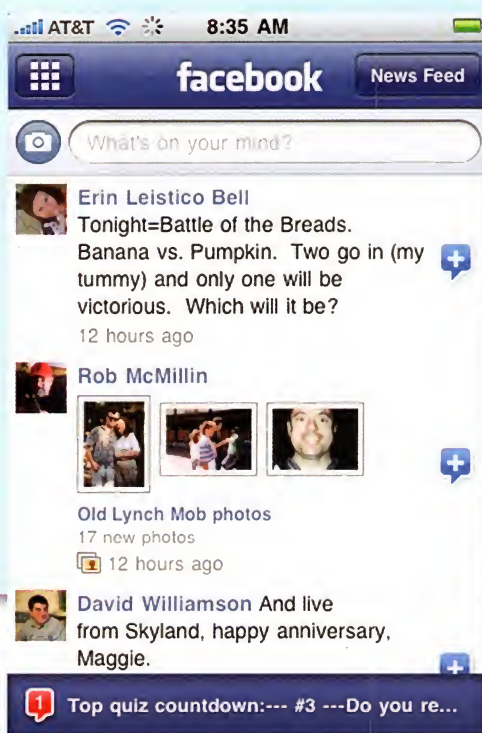 AT&T 8:35 AM
facebook News Feed
What's on your mind?
Erin Leistico Bell
Tonight=Battle of the Breads.
Banana vs. Pumpkin. Two go in (my
tummy) and only one will be
victorious. Which will it be?
12 hours ago
Rob McMillin
Old Lynch Mob photos
17 new photos
12 hours ago
David Williamson And live
from Skyland, happy anniversary,
Maggie.
1 Top quiz countdown:--- #3 ---Do you re...